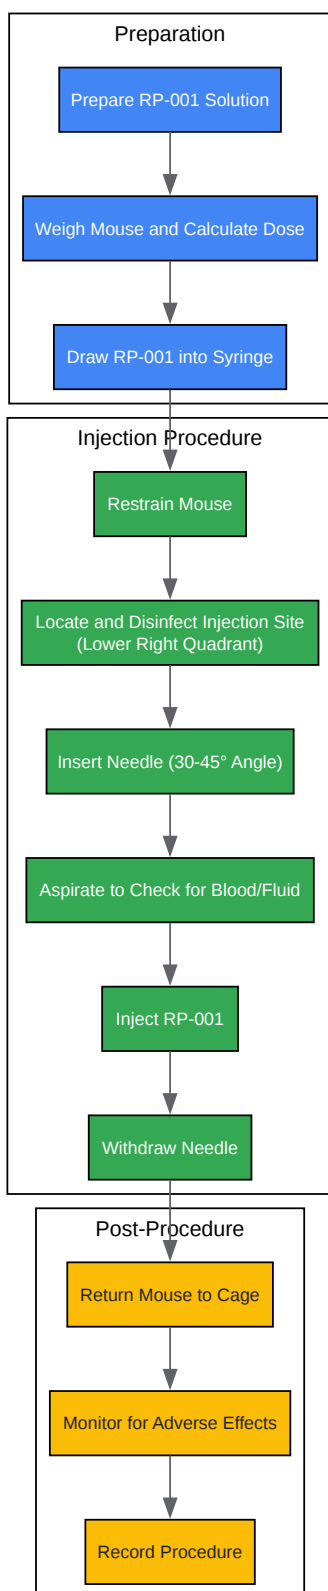 Preparation
Prepare RP-001 Solution
Weigh Mouse and Calculate Dose
Draw RP-001 into Syringe
Injection Procedure
Restrain Mouse
Locate and Disinfect Injection Site
(Lower Right Quadrant)
Insert Needle (30-45° Angle)
Aspirate to Check for Blood/Fluid
Inject RP-001
Withdraw Needle
Post-Procedure
Return Mouse to Cage
Monitor for Adverse Effects
Record Procedure